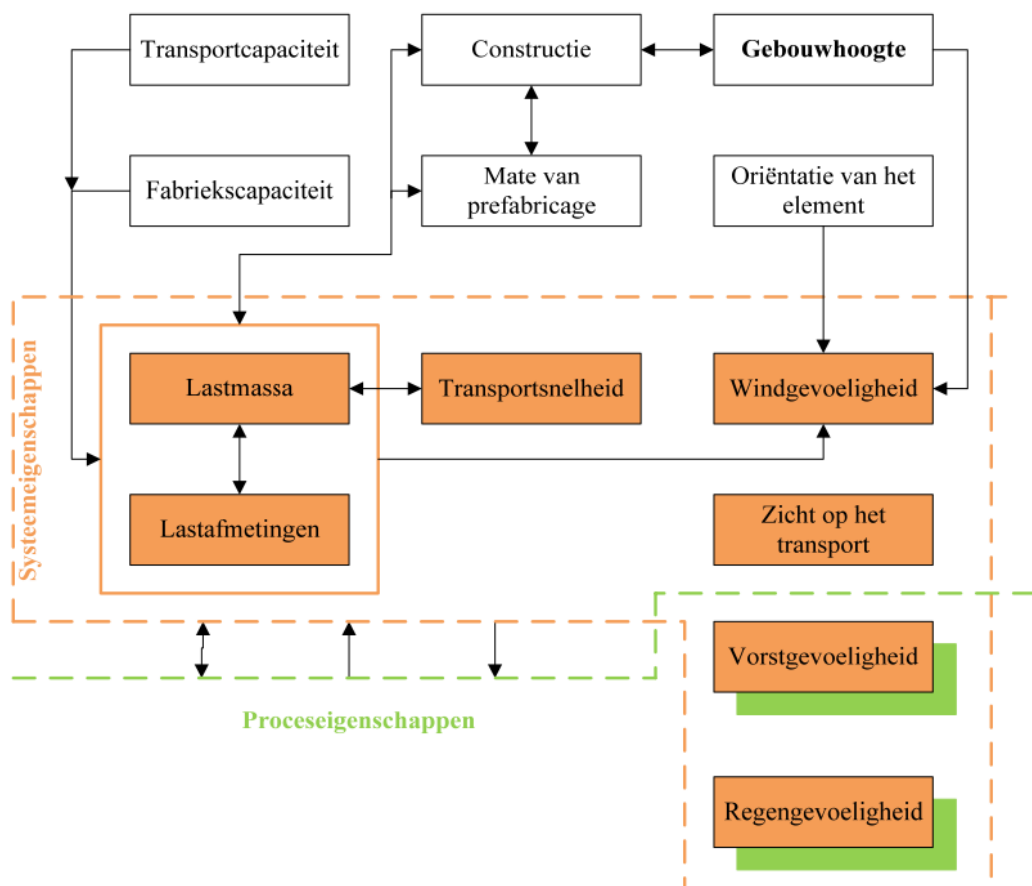 Transportcapaciteit
Constructie
Gebouwhoogte
Fabriekscapaciteit
Mate van
prefabricage
Oriëntatie van het
element
Systeemeigenschappen
Lastmassa
Transportsnelheid
Windgevoeligheid
Lastafmetingen
Zicht op het
transport
Vorstgevoeligheid
Proceseigenschappen
Regengevoeligheid